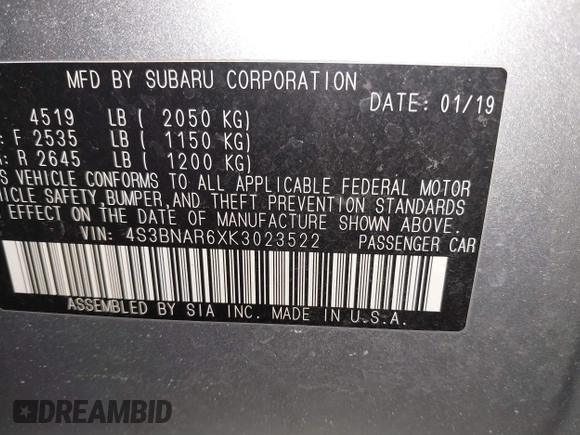 MFD BY SUBARU CORPORATION
DATE: 01/19
4519 LB ( 2050 KG)
: F 2535 LB ( 1150 KG)
: R 2645 LB ( 1200 KG)
VEHICLE CONFORMS TO ALL APPLICABLE FEDERAL MOTOR
SAFETY,BUMPER,AND THEFT PREVENTION STANDARDS
EFFECT ON THE DATE OF MANUFACTURE SHOWN ABOVE.
VIN: 4S3BNAR6XK3023522 PASSENGER CAR
ASSEMBLED BY SIA INC. MADE IN U.S.A.
DREAMBID